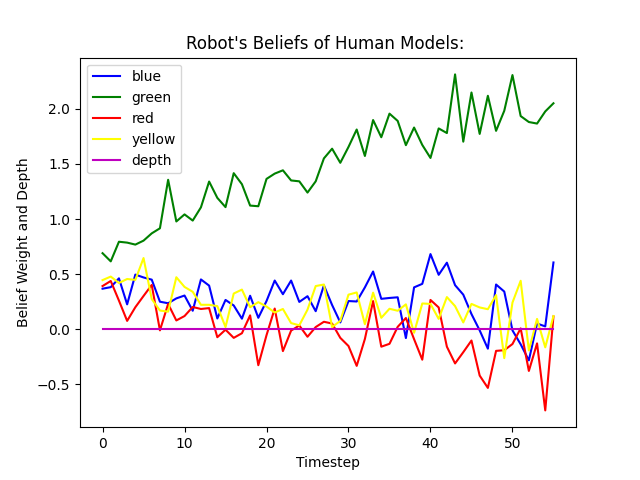 Robot's Beliefs of Human Models:
blue
green
red
yellow
depth
Belief Weight and Depth
2.0
1.5
1.0
0.5
0.0
−0.5
0
10
20
30
40
50
Timestep